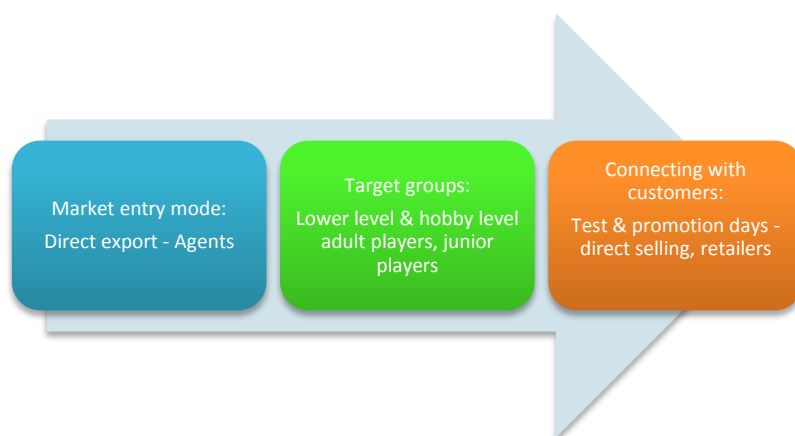 Market entry mode:
Direct export - Agents
Target groups:
Lower level & hobby level
adult players, junior
players
Connecting with
customers:
Test & promotion days -
direct selling, retailers